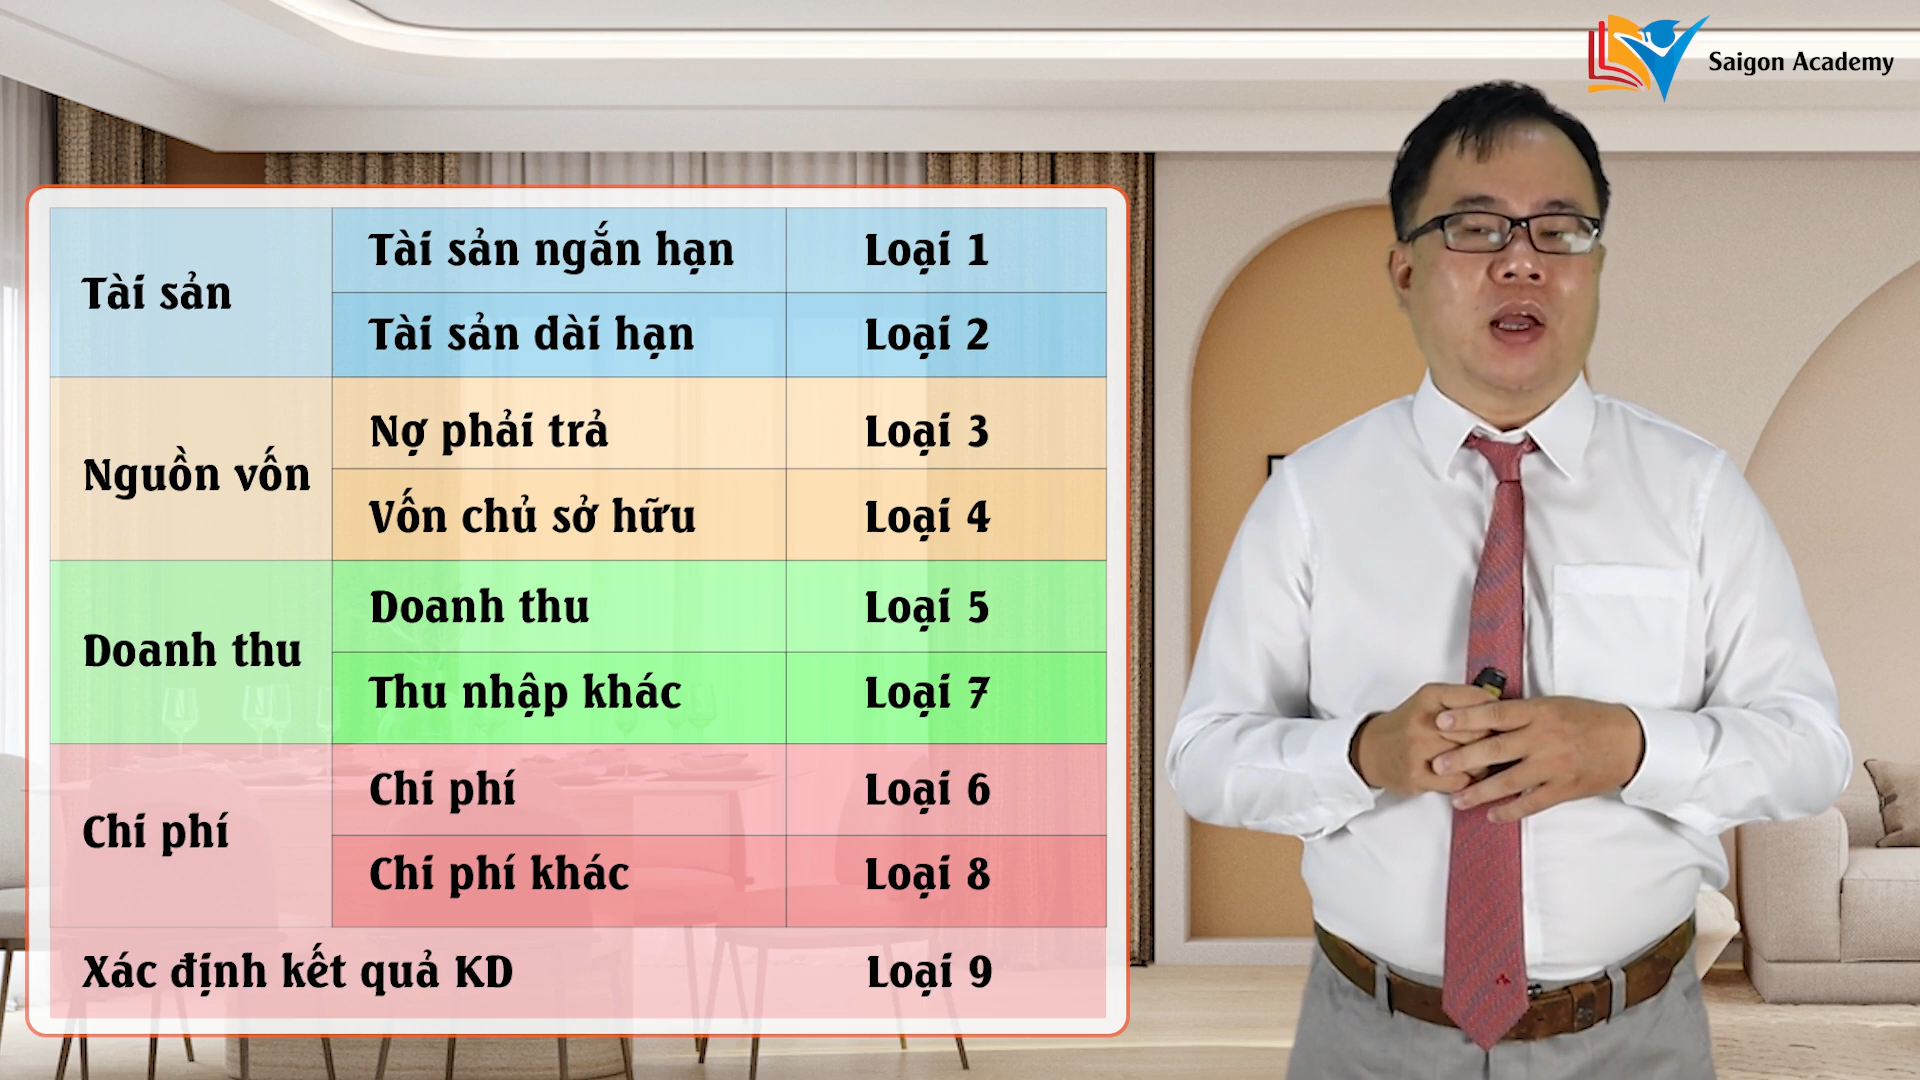 Saigon Academy
Tài sản
Tài sản ngắn hạn
Loại 1
Tài sản dài hạn
Loại 2
Nguồn vốn
Nợ phải trả
Loại 3
Vốn chủ sở hữu
Loại 4
Doanh thu
Doanh thu
Loại 5
Thu nhập khác
Loại 7
Chi phí
Chi phí
Loại 6
Chi phí khác
Loại 8
Xác định kết quả KD
Loại 9